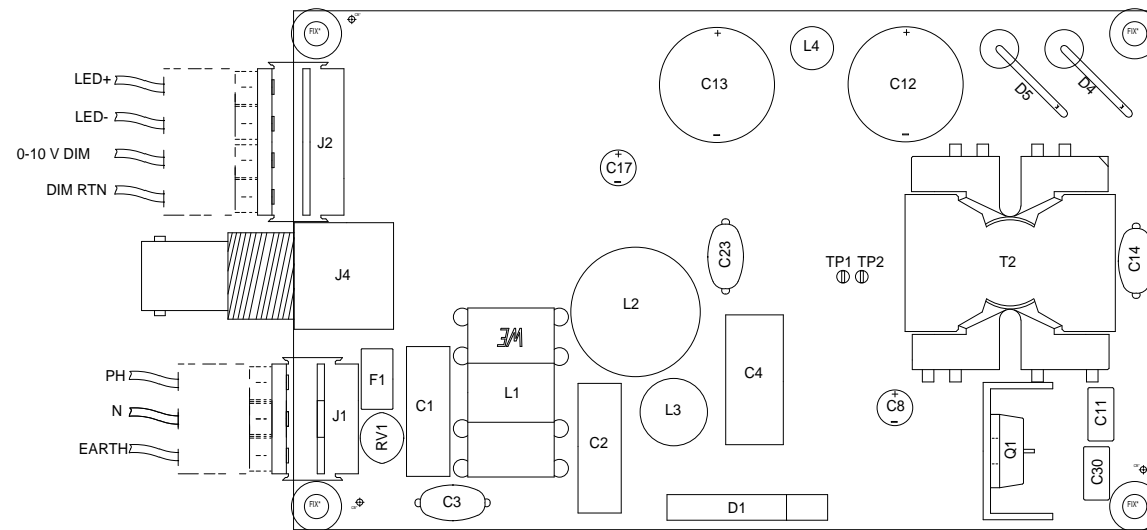 FIX*
FIX*
LED+
LED-
0-10 V DIM
DIM RTN
J2
C13
+
-
L4
C12
+
-
D5
D4
C17
+
-
J4
C23
TP1 TP2
T2
C14
L2
WE
PH
N
EARTH
J1
F1
RV1
C1
L1
C2
L3
C4
C8
+
-
Q1
C11
C30
C3
D1
FIX*
FIX*